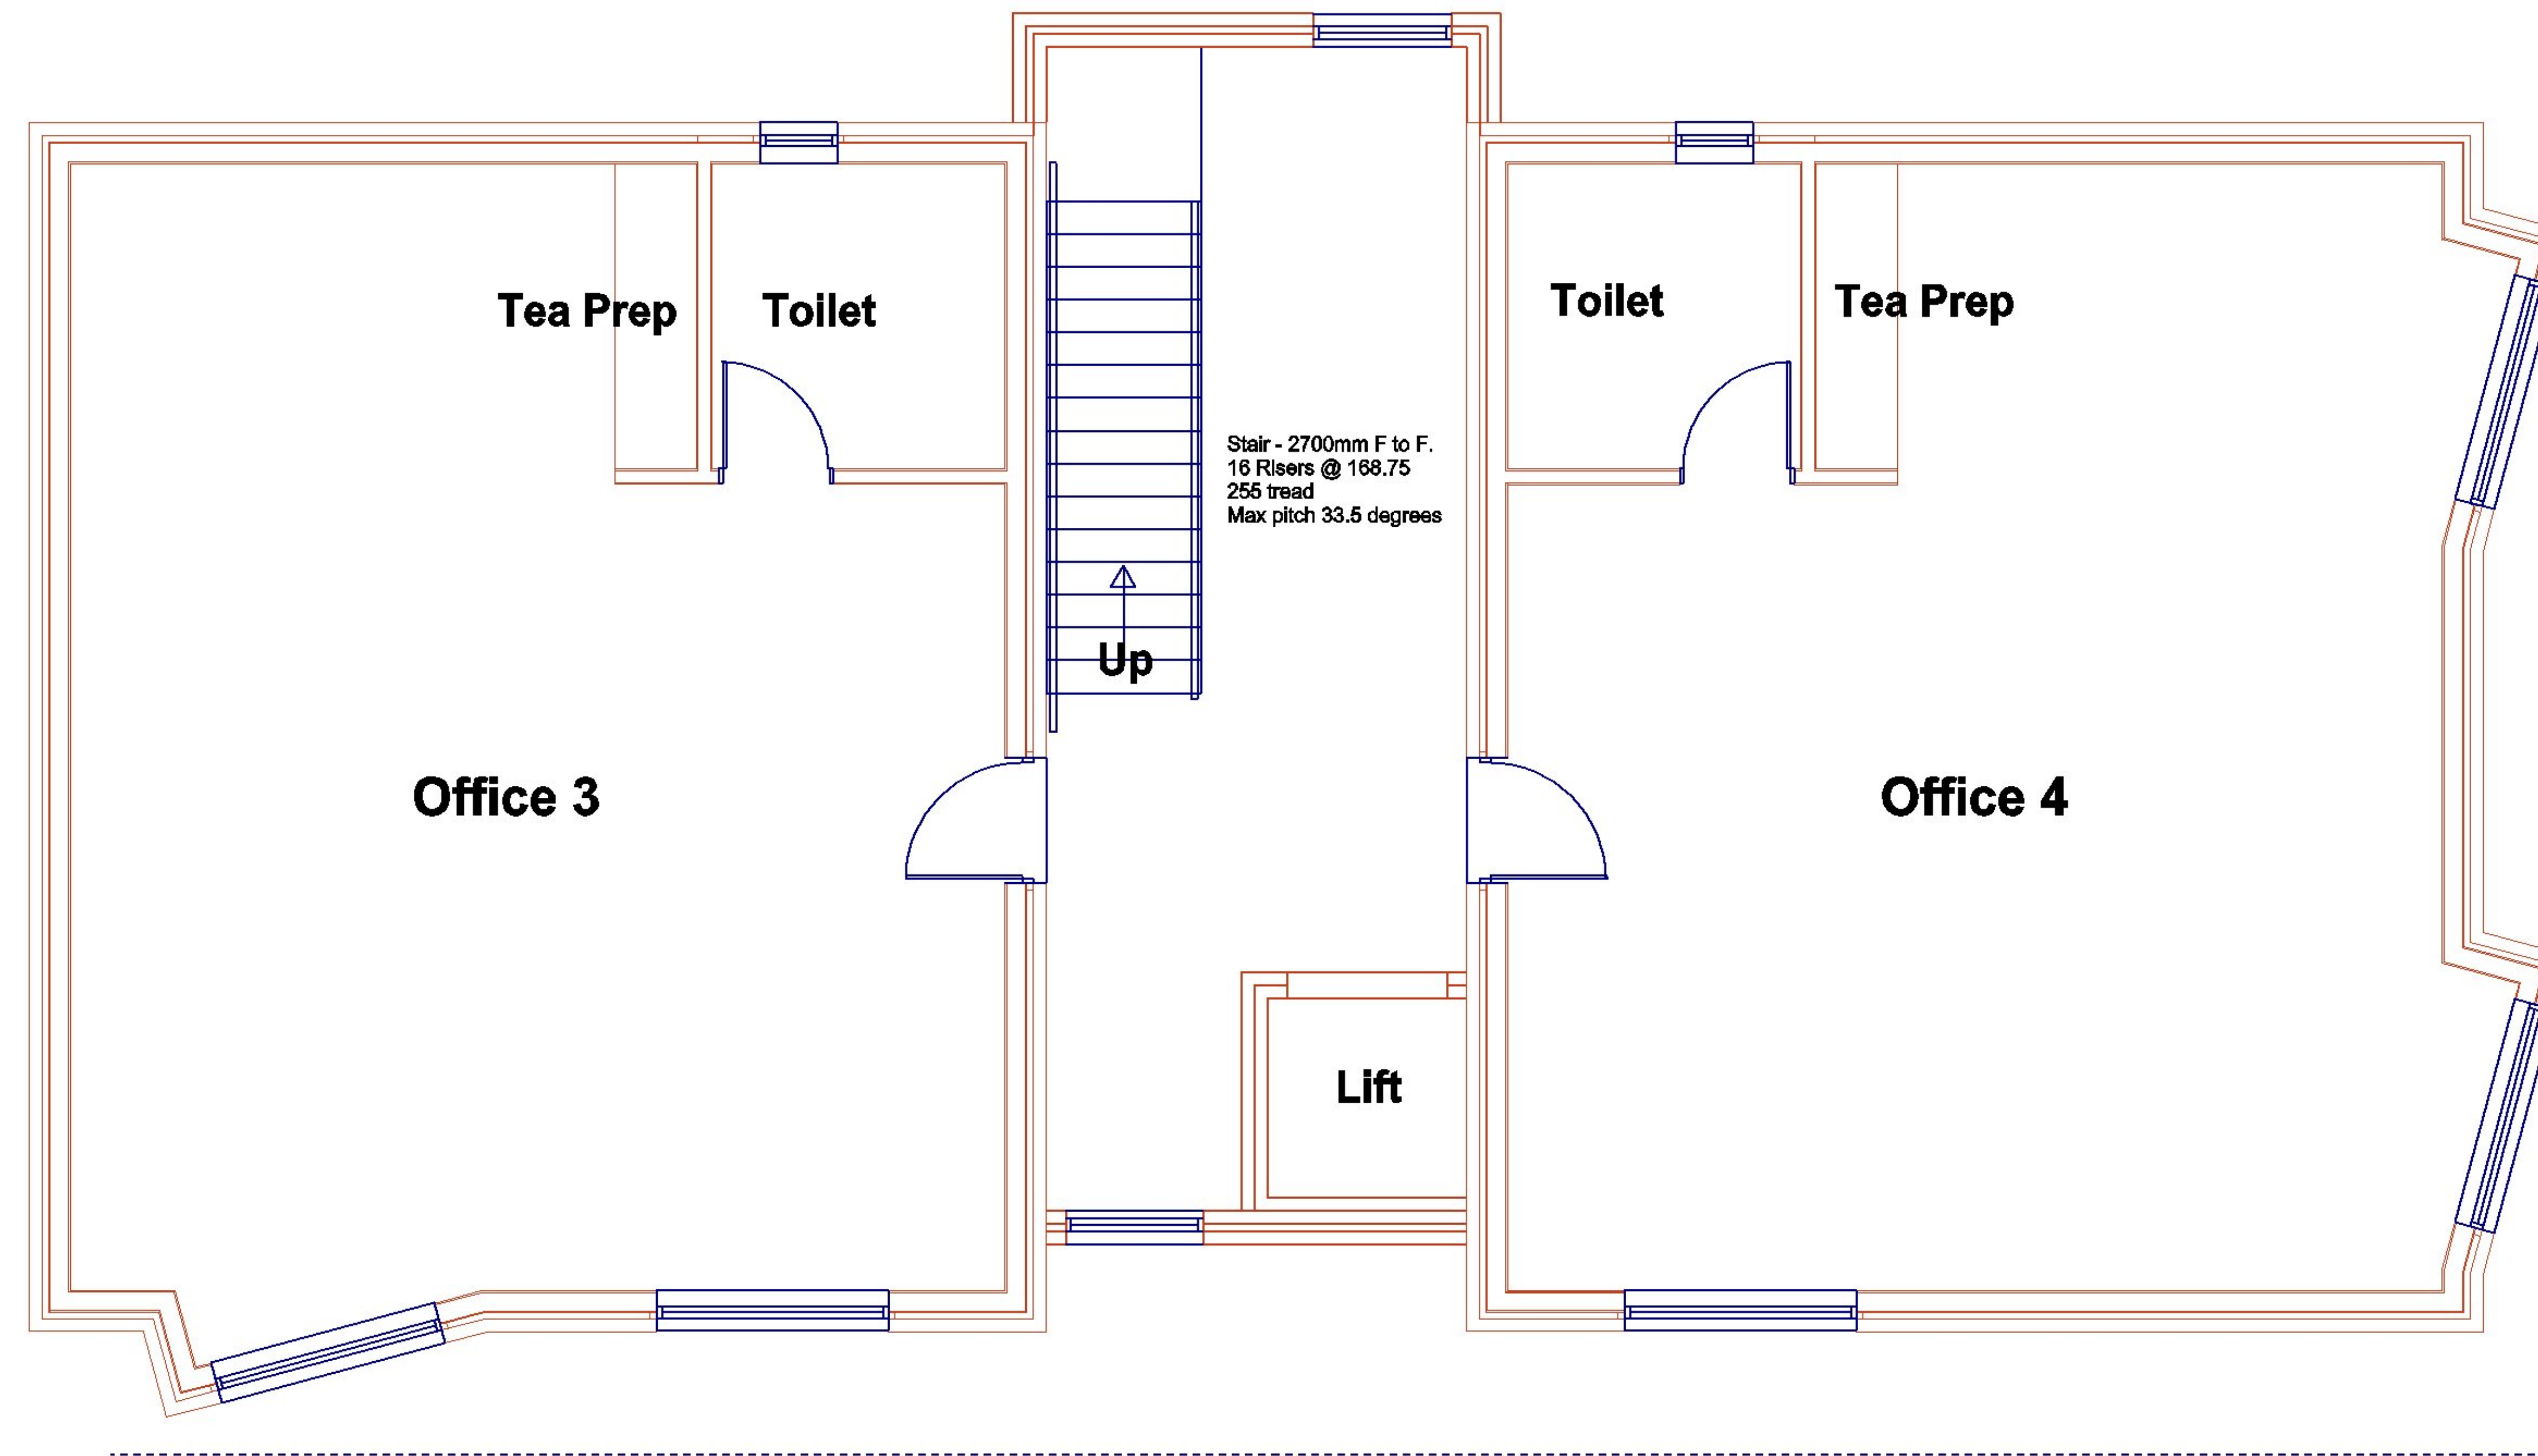 Tea Prep
Toilet
Toilet
Tea Prep
Stair - 2700mm F to F.
16 Risers @ 168.75
255 tread
Max pitch 33.5 degrees
Up
Office 3
Office 4
Lift